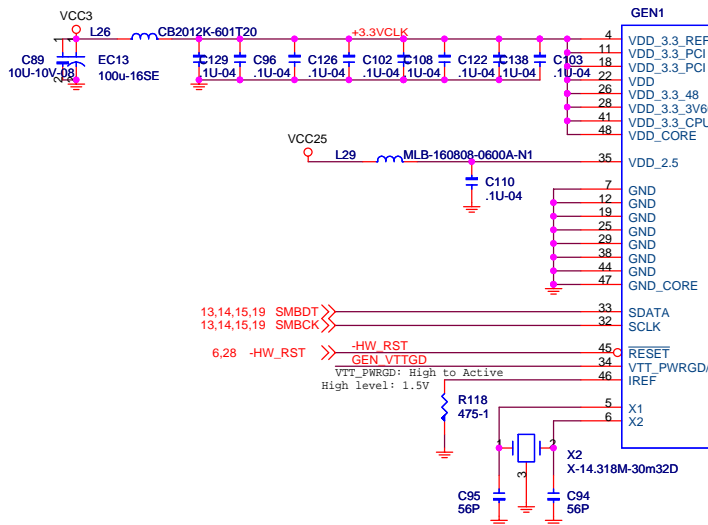 GEN1
VCC3
L26
CB2012K-601T20
+3.3VCLK
4
VDD_3.3_REF
C89
10U-10V-08
1
2
1
2
EC13
100u-16SE
C129
.1U-04
C96
.1U-04
C126
.1U-04
C102
.1U-04
C108
.1U-04
C122
.1U-04
C138
.1U-04
C103
.1U-04
11
VDD_3.3_PCI
18
VDD_3.3_PCI
22
VDD
26
VDD_3.3_48
28
VDD_3.3_3V66
41
VDD_3.3_CPU
48
VDD_CORE
VCC25
L29
MLB-160808-0600A-N1
35
VDD_2.5
C110
.1U-04
7
GND
12
GND
19
GND
25
GND
29
GND
38
GND
44
GND
47
GND_CORE
13,14,15,19 SMBDT
33
SDATA
13,14,15,19 SMBCK
32
SCLK
6,28 -HW_RST
-HW_RST
45
RESET
GEN_VTTGD
34
VTT_PWRGD/
VTT_PWRGD: High to Active
High level: 1.5V
46
IREF
R118
475-1
5
X1
6
X2
1
2
3
X2
X-14.318M-30m32D
C95
56P
C94
56P